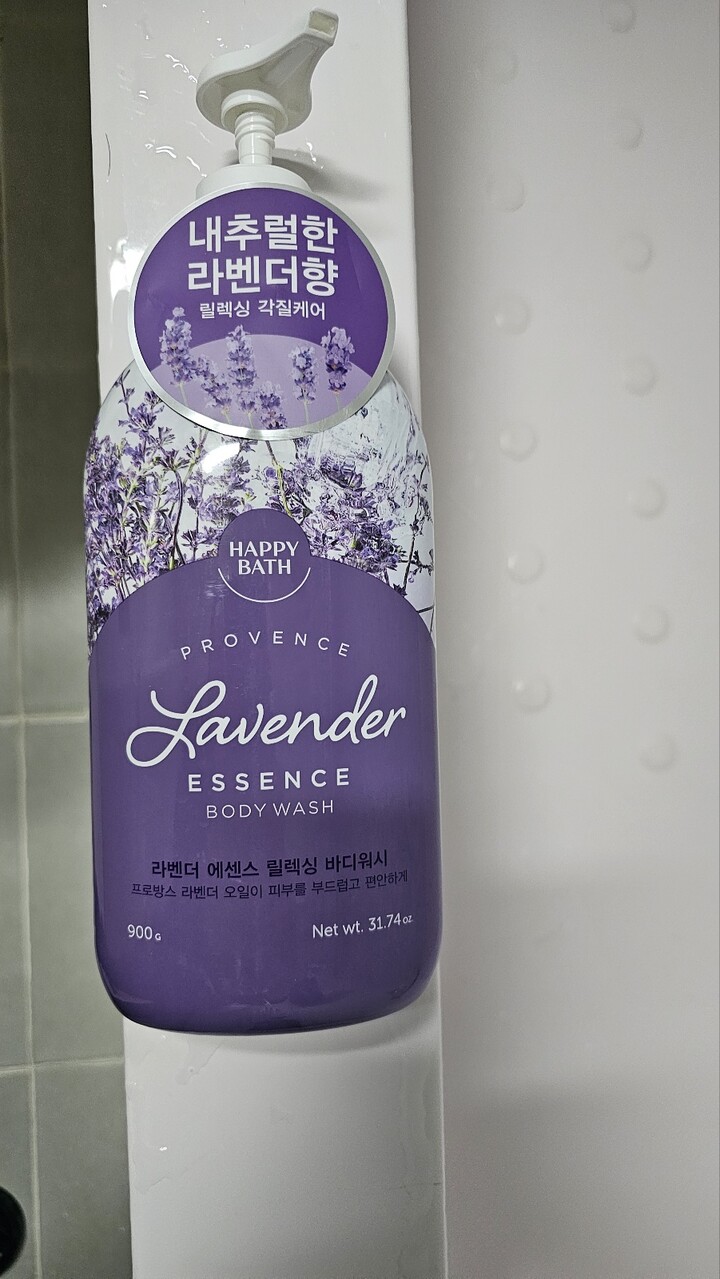 내추럴한
라벤더향
릴렉싱 각질케어
HAPPY
BATH
PROVENCE
Lavender
ESSENCE
BODY WASH
라벤더 에센스 릴렉싱 바디워시
프로방스 라벤더 오일이 피부를 부드럽고 편안하게
900G
Net wt. 31.74 oz.